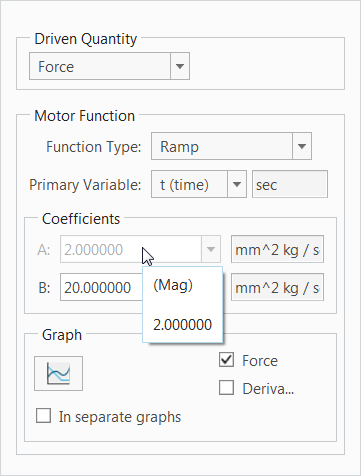 Driven Quantity
Force
Motor Function
Function Type: Ramp
Primary Variable: t (time) sec
Coefficients
A: 2.000000 mm^2 kg / s
B: 20.000000 mm^2 kg / s
(Mag)
2.000000
Graph
Force
Deriva...
In separate graphs